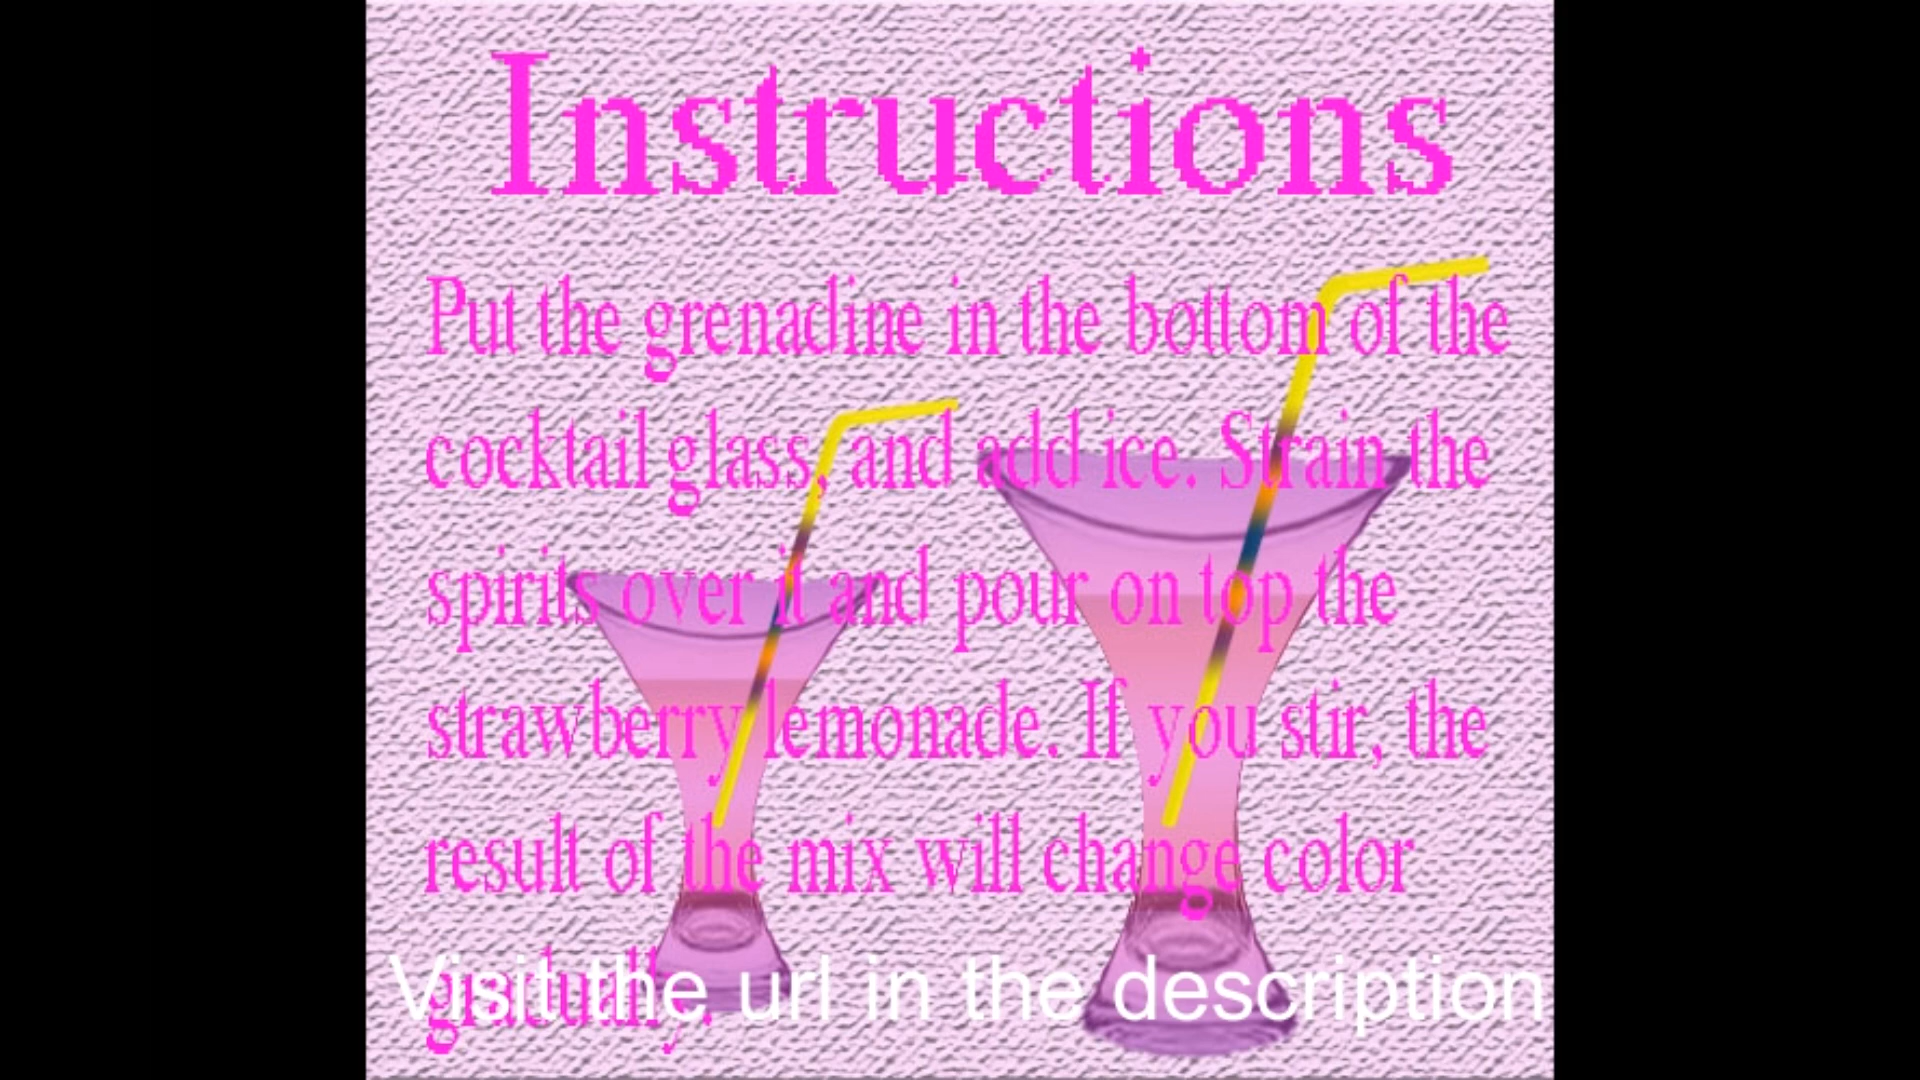 Instructions
Put the grenadine in the bottom of the
cocktail glass, and add ice. Strain the
spirits over it and pour on top the
strawberry lemonade. If you stir, the
result of the mix will change color
gradually.
Visit the url in the description